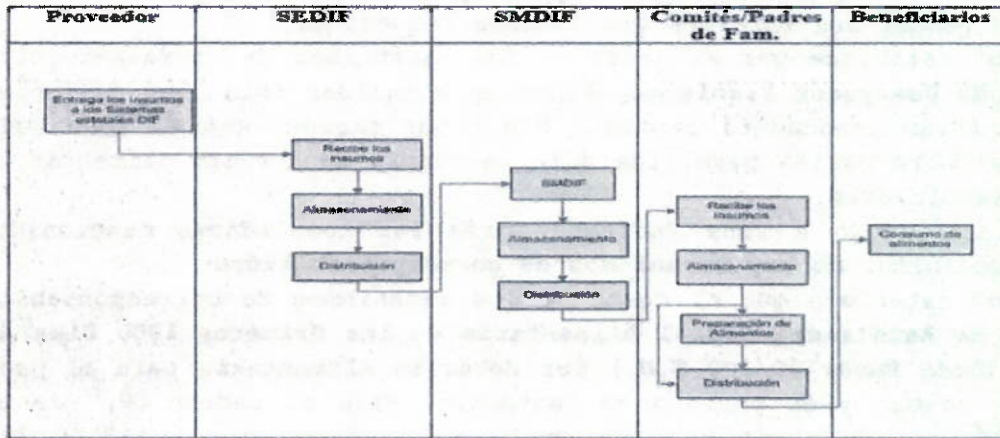 Proveedor
SEDIF
SMDIF
Comités/Padres
de Fam.
Beneficiarios
Entrega los insumos
a los Sistemas
estatales DIF
Recibe los
insumos
Almacenamiento
Distribución
SMDIF
Almacenamiento
Distribución
Recibir los
insumos
Almacenamiento
Preparación de
Alimentos
Distribución
Consumo de
alimentos